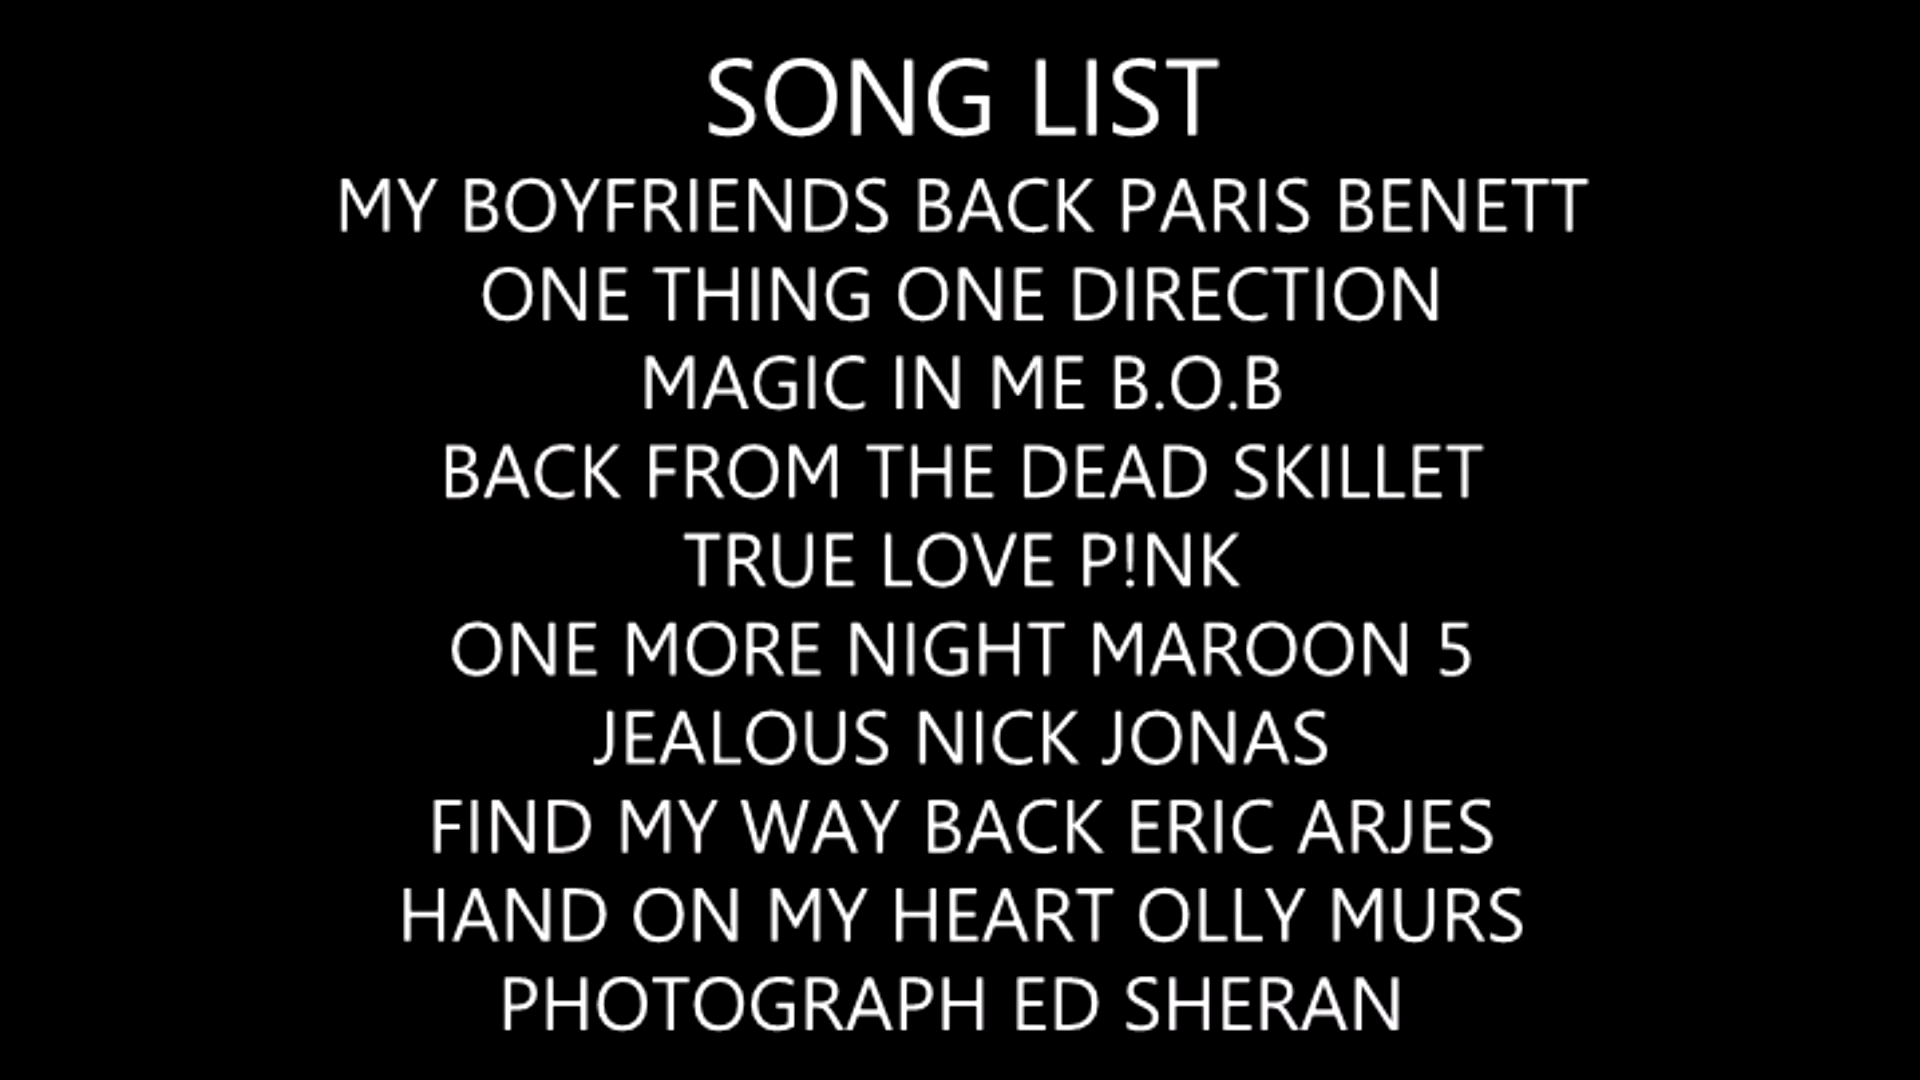 SONG LIST
MY BOYFRIENDS BACK PARIS BENETT
ONE THING ONE DIRECTION
MAGIC IN ME B.O.B
BACK FROM THE DEAD SKILLET
TRUE LOVE P!NK
ONE MORE NIGHT MAROON 5
JEALOUS NICK JONAS
FIND MY WAY BACK ERIC ARJES
HAND ON MY HEART OLLY MURS
PHOTOGRAPH ED SHERAN